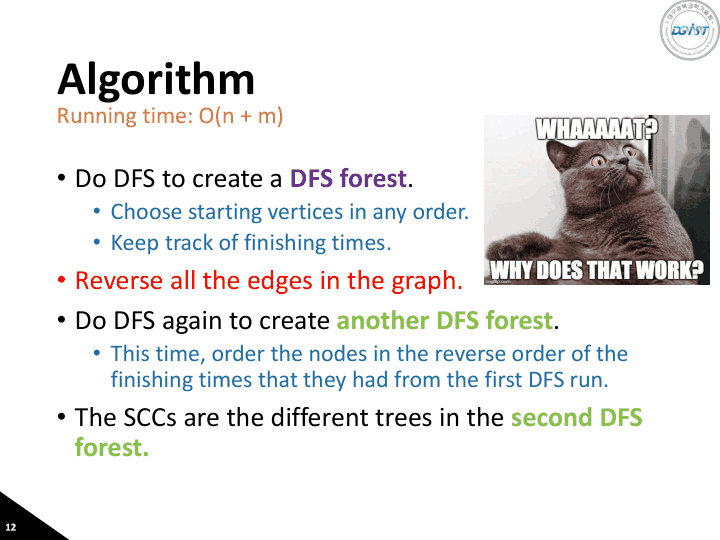 Algorithm
Running time: O(n + m)
WHAAAAAT?
WHY DOES THAT WORK?
• Do DFS to create a DFS forest.
• Choose starting vertices in any order.
• Keep track of finishing times.
• Reverse all the edges in the graph.
• Do DFS again to create another DFS forest.
• This time, order the nodes in the reverse order of the
finishing times that they had from the first DFS run.
• The SCCs are the different trees in the second DFS
forest.
12
DGIST